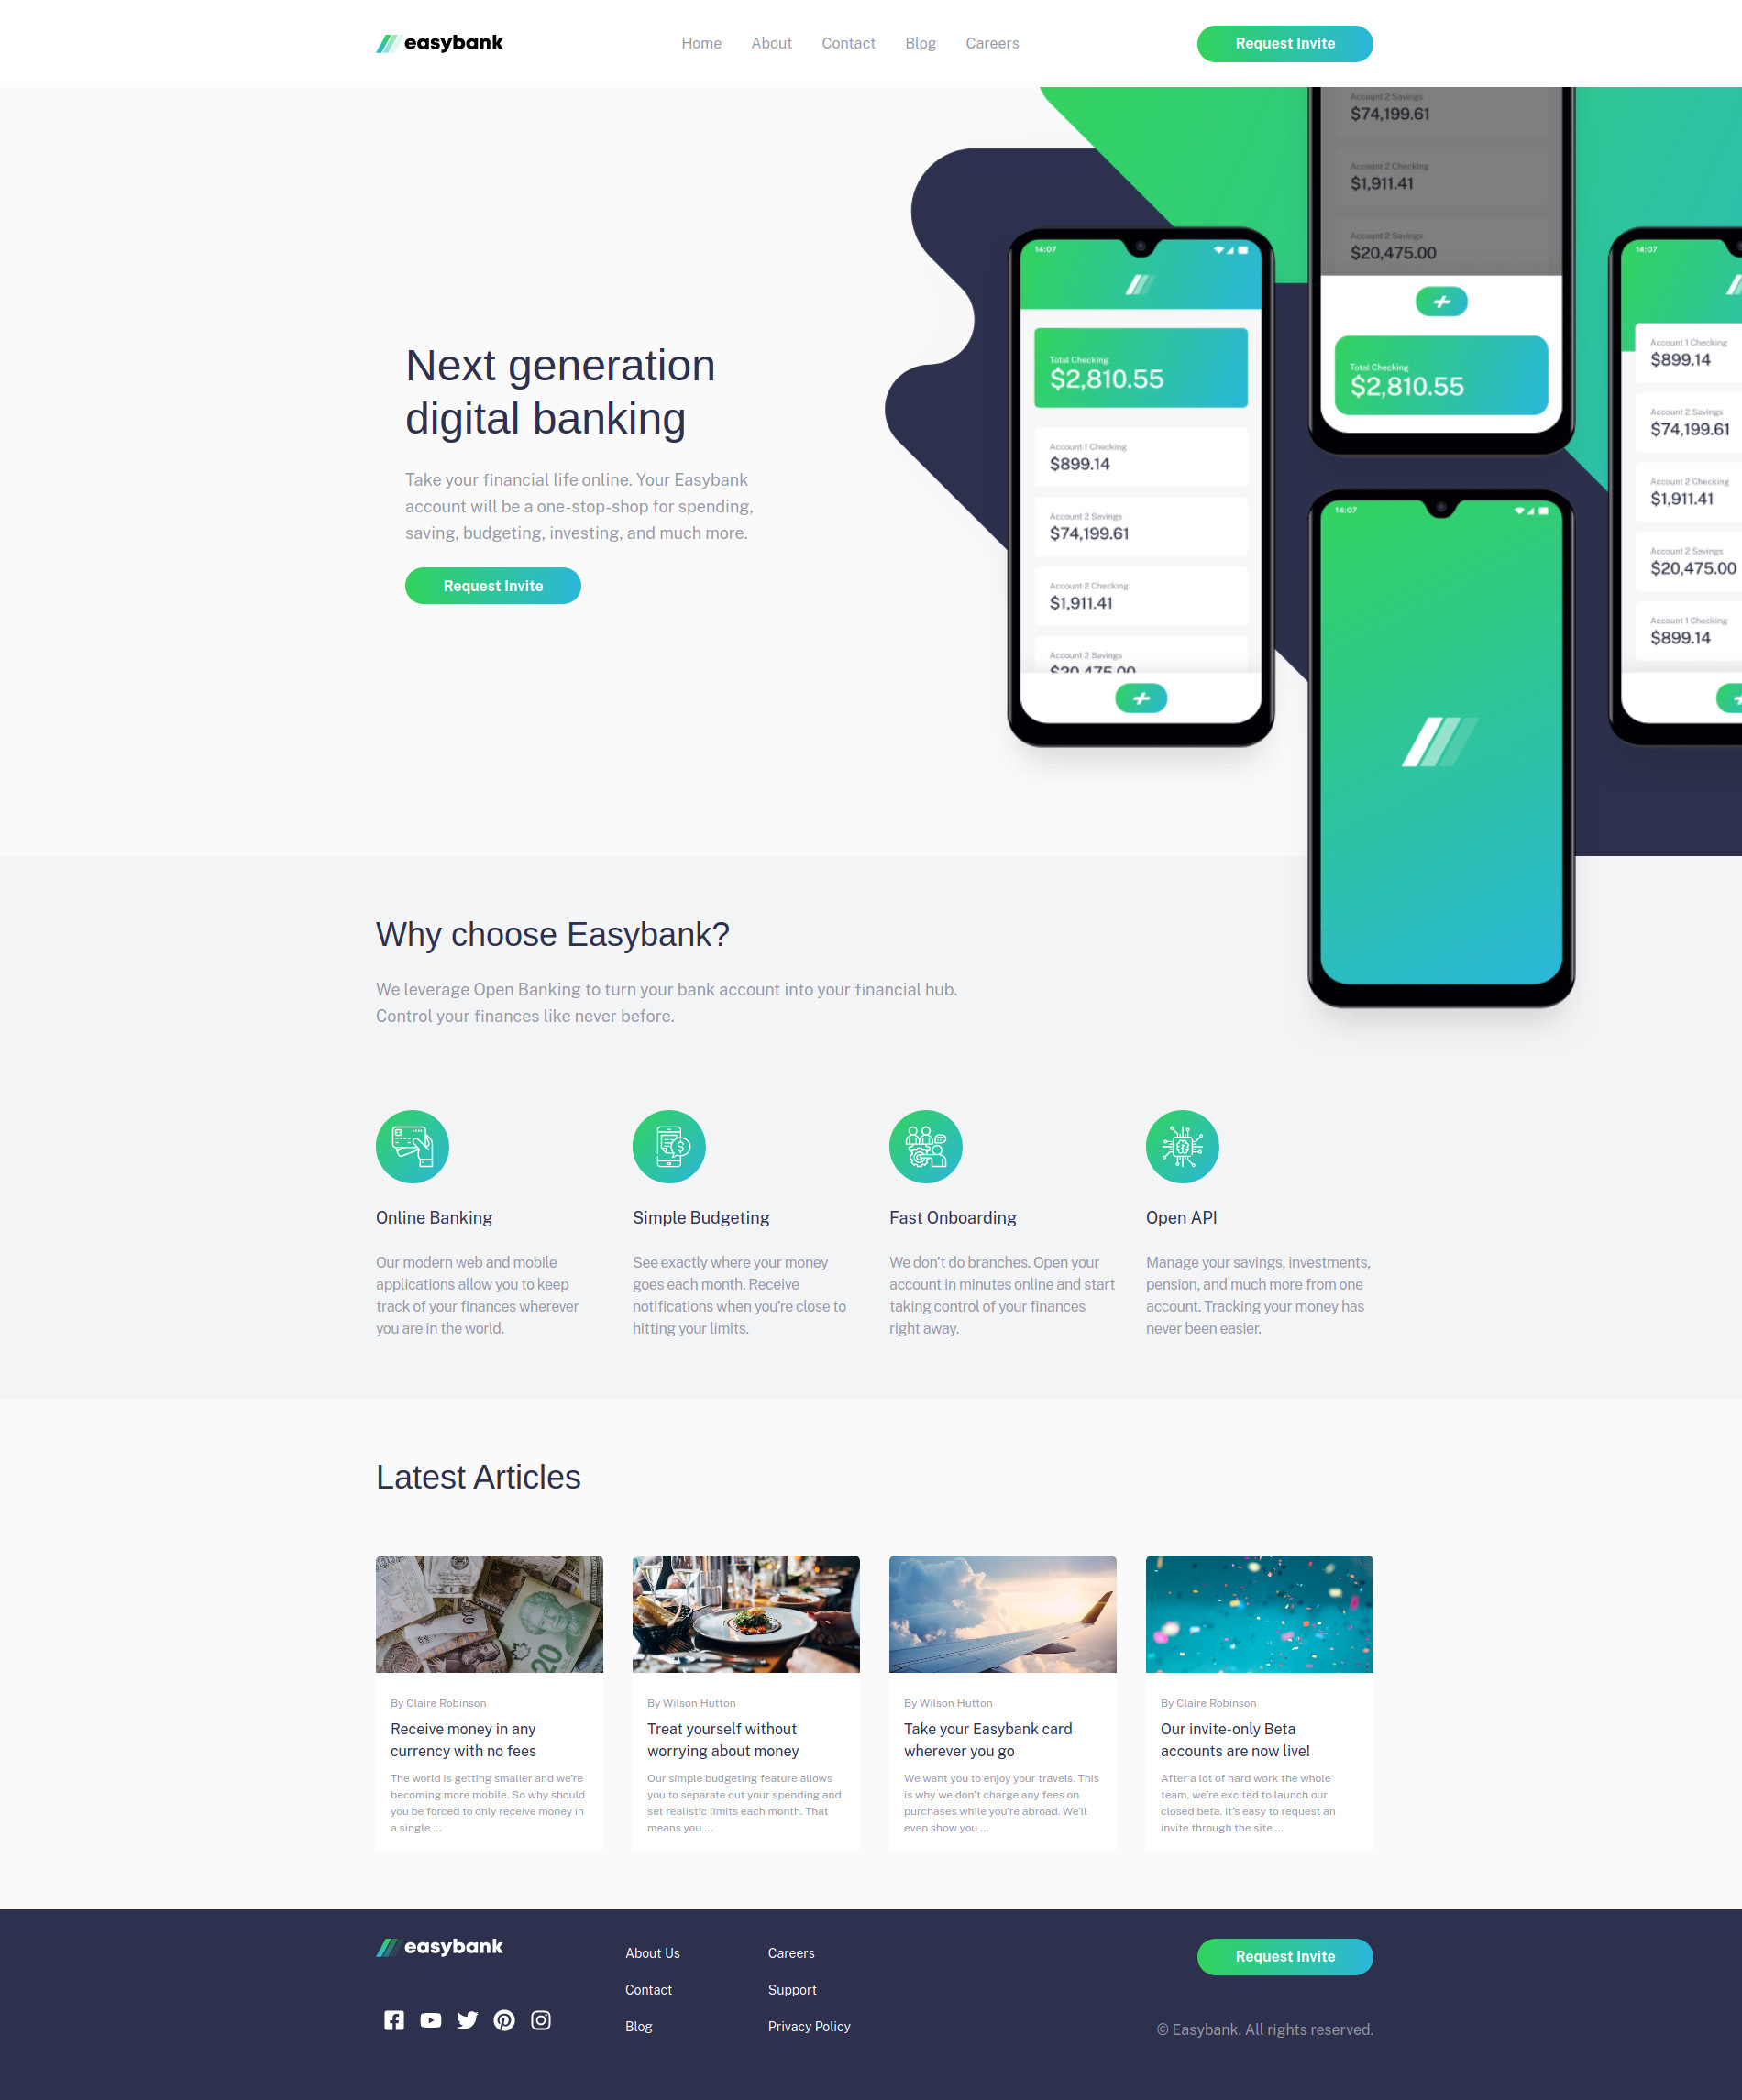 easybank
Home About Contact Blog Careers
Request Invite
Next generation
digital banking
Take your financial life online. Your Easybank
account will be a one-stop-shop for spending,
saving, budgeting, investing, and much more.
Request Invite
14:07
Total Checking
$2,810.55
Account 1 Checking
$899.14
Account 2 Savings
$74,199.61
Account 2 Checking
$1,911.41
Account 2 Savings
$20,475.00
Account 2 Savings
$74,199.61
Account 2 Checking
$1,911.41
Account 2 Savings
$20,475.00
Total Checking
$2,810.55
14:07
14:07
Account 1 Checking
$899.14
Account 2 Savings
$74,199.61
Account 2 Checking
$1,911.41
Account 2 Savings
$20,475.00
Account 1 Checking
$899.14
Why choose Easybank?
We leverage Open Banking to turn your bank account into your financial hub.
Control your finances like never before.
Online Banking
Our modern web and mobile
applications allow you to keep
track of your finances wherever
you are in the world.
Simple Budgeting
See exactly where your money
goes each month. Receive
notifications when you're close to
hitting your limits.
Fast Onboarding
We don't do branches. Open your
account in minutes online and start
taking control of your finances
right away.
Open API
Manage your savings, investments,
pension, and much more from one
account. Tracking your money has
never been easier.
Latest Articles
20
By Claire Robinson
Receive money in any
currency with no fees
The world is getting smaller and we're
becoming more mobile. So why should
you be forced to only receive money in
a single ...
By Wilson Hutton
Treat yourself without
worrying about money
Our simple budgeting feature allows
you to separate out your spending and
set realistic limits each month. That
means you ...
By Wilson Hutton
Take your Easybank card
wherever you go
We want you to enjoy your travels. This
is why we don't charge any fees on
purchases while you're abroad. We'll
even show you ...
By Claire Robinson
Our invite-only Beta
accounts are now live!
After a lot of hard work the whole
team, we're excited to launch our
closed beta. It's easy to request an
invite through the site ...
easybank
About Us
Contact
Blog
Careers
Support
Privacy Policy
Request Invite
© Easybank. All rights reserved.